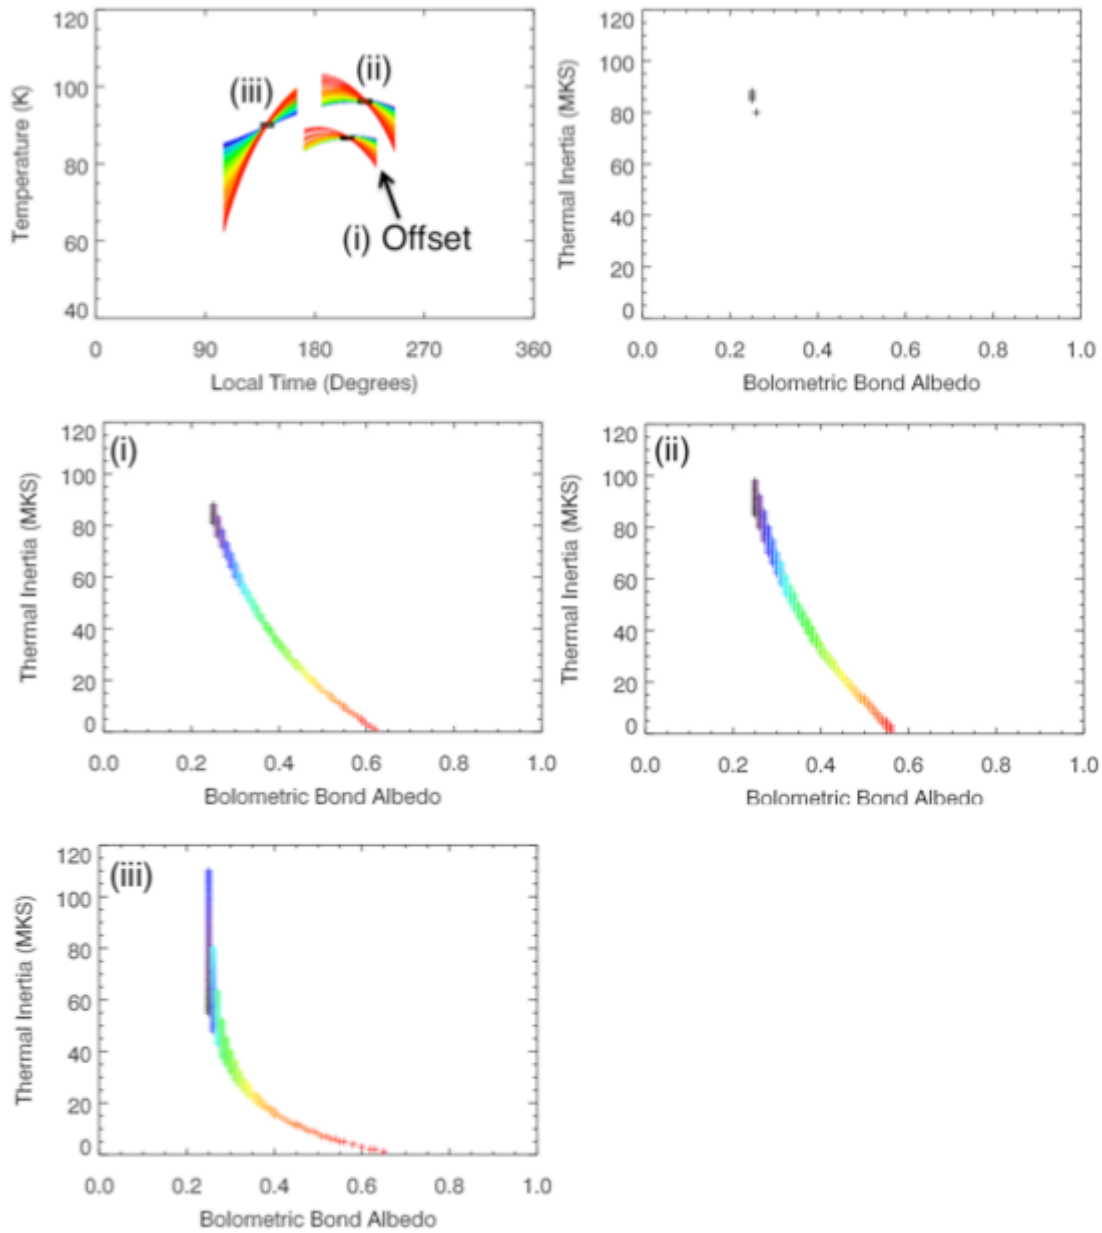 120
100
80
60
40
Temperature (K)
(iii)
(ii)
(i) Offset
0 90 180 270 360
Local Time (Degrees)
120
100
80
60
40
20
0
Thermal Inertia (MKS)
0.0 0.2 0.4 0.6 0.8 1.0
Bolometric Bond Albedo
(i)
120
100
80
60
40
20
0
Thermal Inertia (MKS)
0.0 0.2 0.4 0.6 0.8 1.0
Bolometric Bond Albedo
(ii)
120
100
80
60
40
20
0
Thermal Inertia (MKS)
0.0 0.2 0.4 0.6 0.8 1.0
Bolometric Bond Albedo
(iii)
120
100
80
60
40
20
0
Thermal Inertia (MKS)
0.0 0.2 0.4 0.6 0.8 1.0
Bolometric Bond Albedo